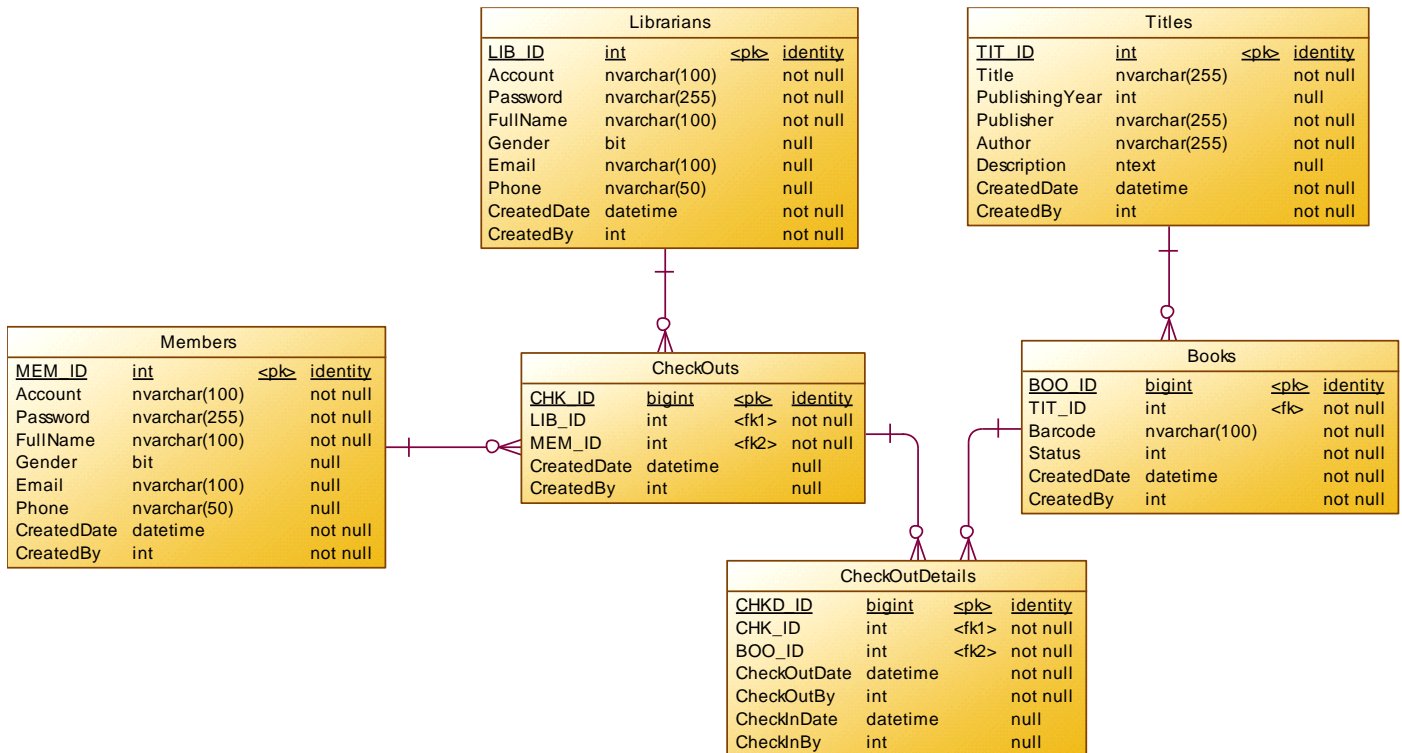 Librarians
LIB_ID int <pk> identity
Account nvarchar(100) not null
Password nvarchar(255) not null
FullName nvarchar(100) not null
Gender bit null
Email nvarchar(100) null
Phone nvarchar(50) null
CreatedDate datetime not null
CreatedBy int not null
Titles
TIT_ID int <pk> identity
Title nvarchar(255) not null
PublishingYear int null
Publisher nvarchar(255) not null
Author nvarchar(255) not null
Description ntext null
CreatedDate datetime not null
CreatedBy int not null
Members
MEM_ID int <pk> identity
Account nvarchar(100) not null
Password nvarchar(255) not null
FullName nvarchar(100) not null
Gender bit null
Email nvarchar(100) null
Phone nvarchar(50) null
CreatedDate datetime not null
CreatedBy int not null
CheckOuts
CHK_ID bigint <pk> identity
LIB_ID int <fk1> not null
MEM_ID int <fk2> not null
CreatedDate datetime null
CreatedBy int null
Books
BOO_ID bigint <pk> identity
TIT_ID int <fk> not null
Barcode nvarchar(100) not null
Status int not null
CreatedDate datetime not null
CreatedBy int not null
CheckOutDetails
CHKD_ID bigint <pk> identity
CHK_ID int <fk1> not null
BOO_ID int <fk2> not null
CheckOutDate datetime not null
CheckOutBy int not null
CheckInDate datetime null
CheckInBy int null